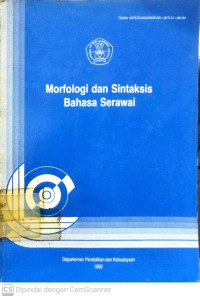 TIDAK DIPERDAGANGKAN UNTUK UMUM
Morfologi dan Sintaksis
Bahasa Serawai
Departemen Pendidikan dan Kebudayaan
1992
CS Dipindai dengan CamScanner